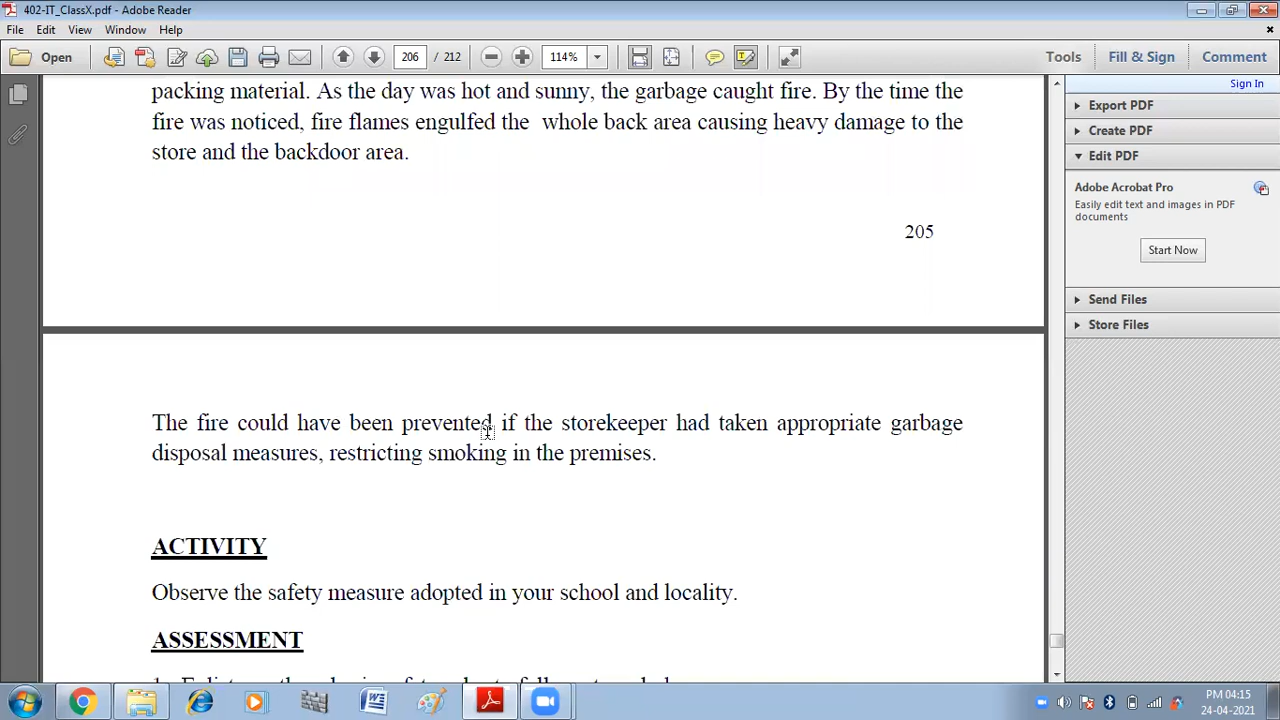 402-IT_ClassX.pdf - Adobe Reader
File Edit View Window Help
Open 206 / 212 114% Tools Fill & Sign Comment
Sign In
packing material. As the day was hot and sunny, the garbage caught fire. By the time the
fire was noticed, fire flames engulfed the whole back area causing heavy damage to the
store and the backdoor area.
205
The fire could have been prevented if the storekeeper had taken appropriate garbage
disposal measures, restricting smoking in the premises.
ACTIVITY
Observe the safety measure adopted in your school and locality.
ASSESSMENT
Export PDF
Create PDF
Edit PDF
Adobe Acrobat Pro
Easily edit text and images in PDF
documents
Start Now
Send Files
Store Files
PM 04:15
24-04-2021